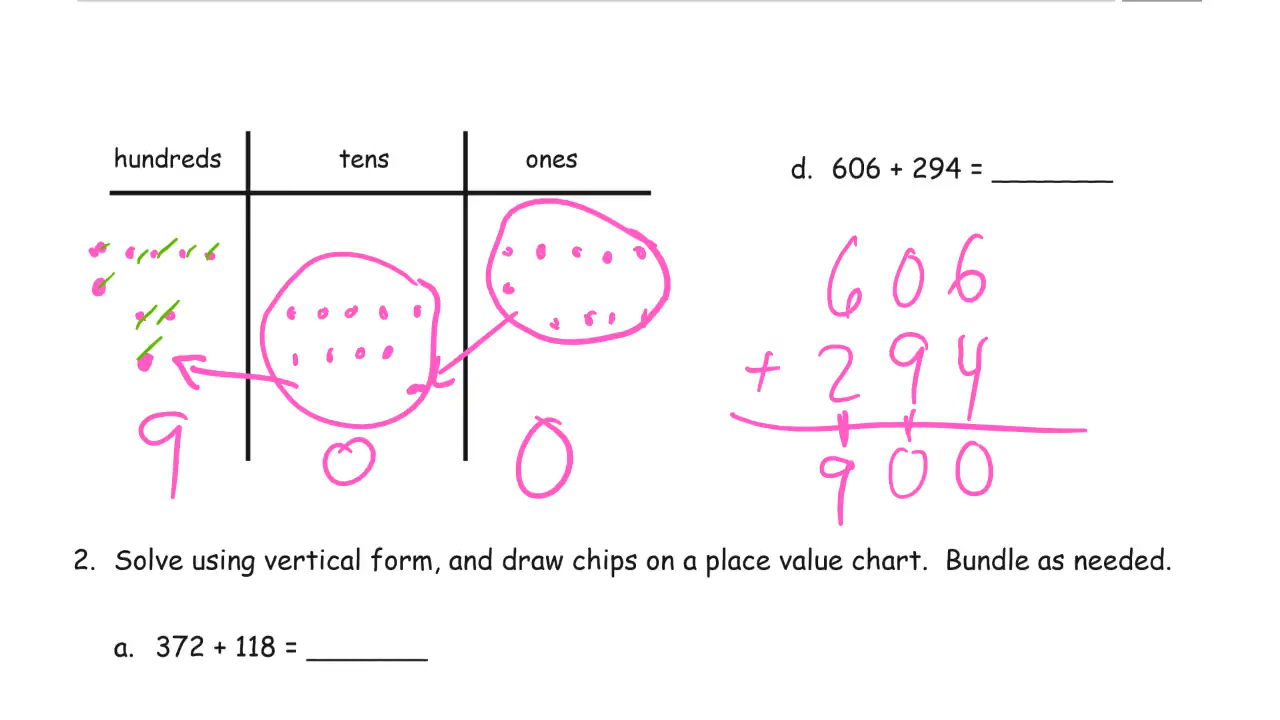 hundreds tens ones
d. 606 + 294 = ________
606
+ 294
900
9 0 0
2. Solve using vertical form, and draw chips on a place value chart. Bundle as needed.
a. 372 + 118 = ________